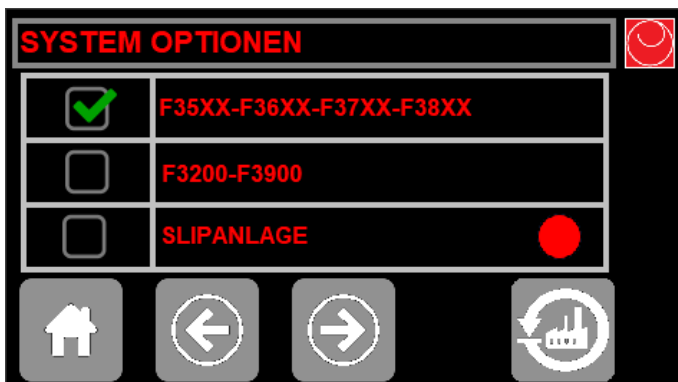 SYSTEM OPTIONEN
F35XX-F36XX-F37XX-F38XX
F3200-F3900
SLIPANLAGE